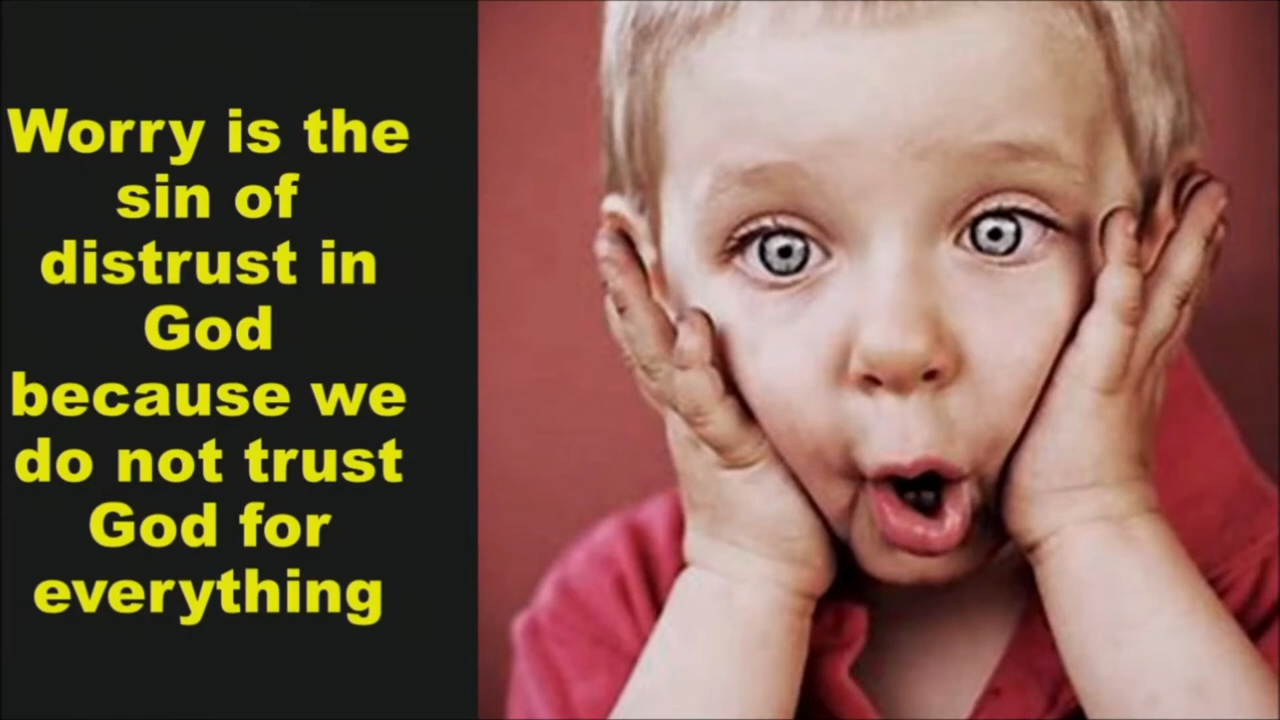 Worry is the
sin of
distrust in
God
because we
do not trust
God for
everything